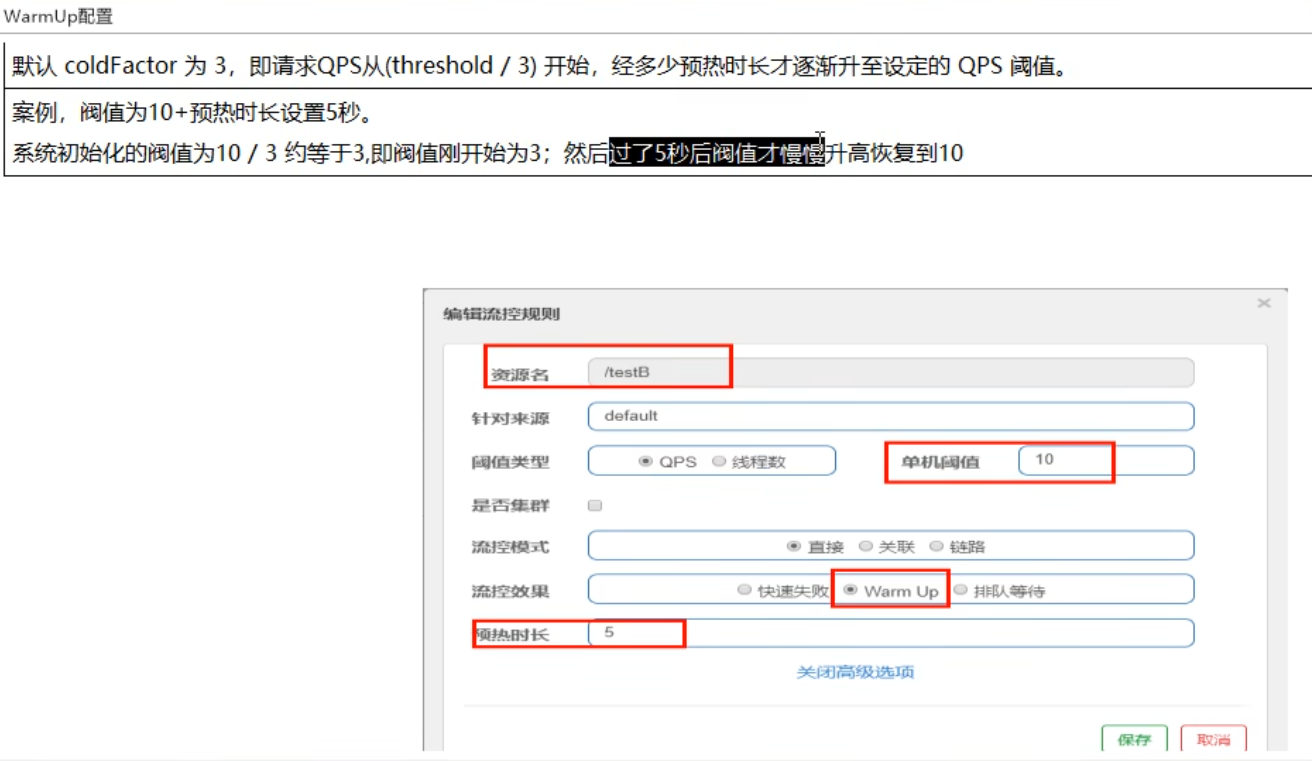 WarmUp配置
默认 coldFactor 为 3，即请求QPS从(threshold / 3) 开始，经多少预热时长才逐渐升至设定的 QPS 阈值。
案例，阀值为10+预热时长设置5秒。
系统初始化的阀值为10 / 3 约等于3,即阀值刚开始为3；然后过了5秒后阀值才慢慢升高恢复到10
编辑流控规则 ×
资源名 /testB
针对来源 default
阈值类型 QPS 线程数 单机阈值 10
是否集群
流控模式 直接 关联 链路
流控效果 快速失败 Warm Up 排队等待
预热时长 5
关闭高级选项
保存 取消